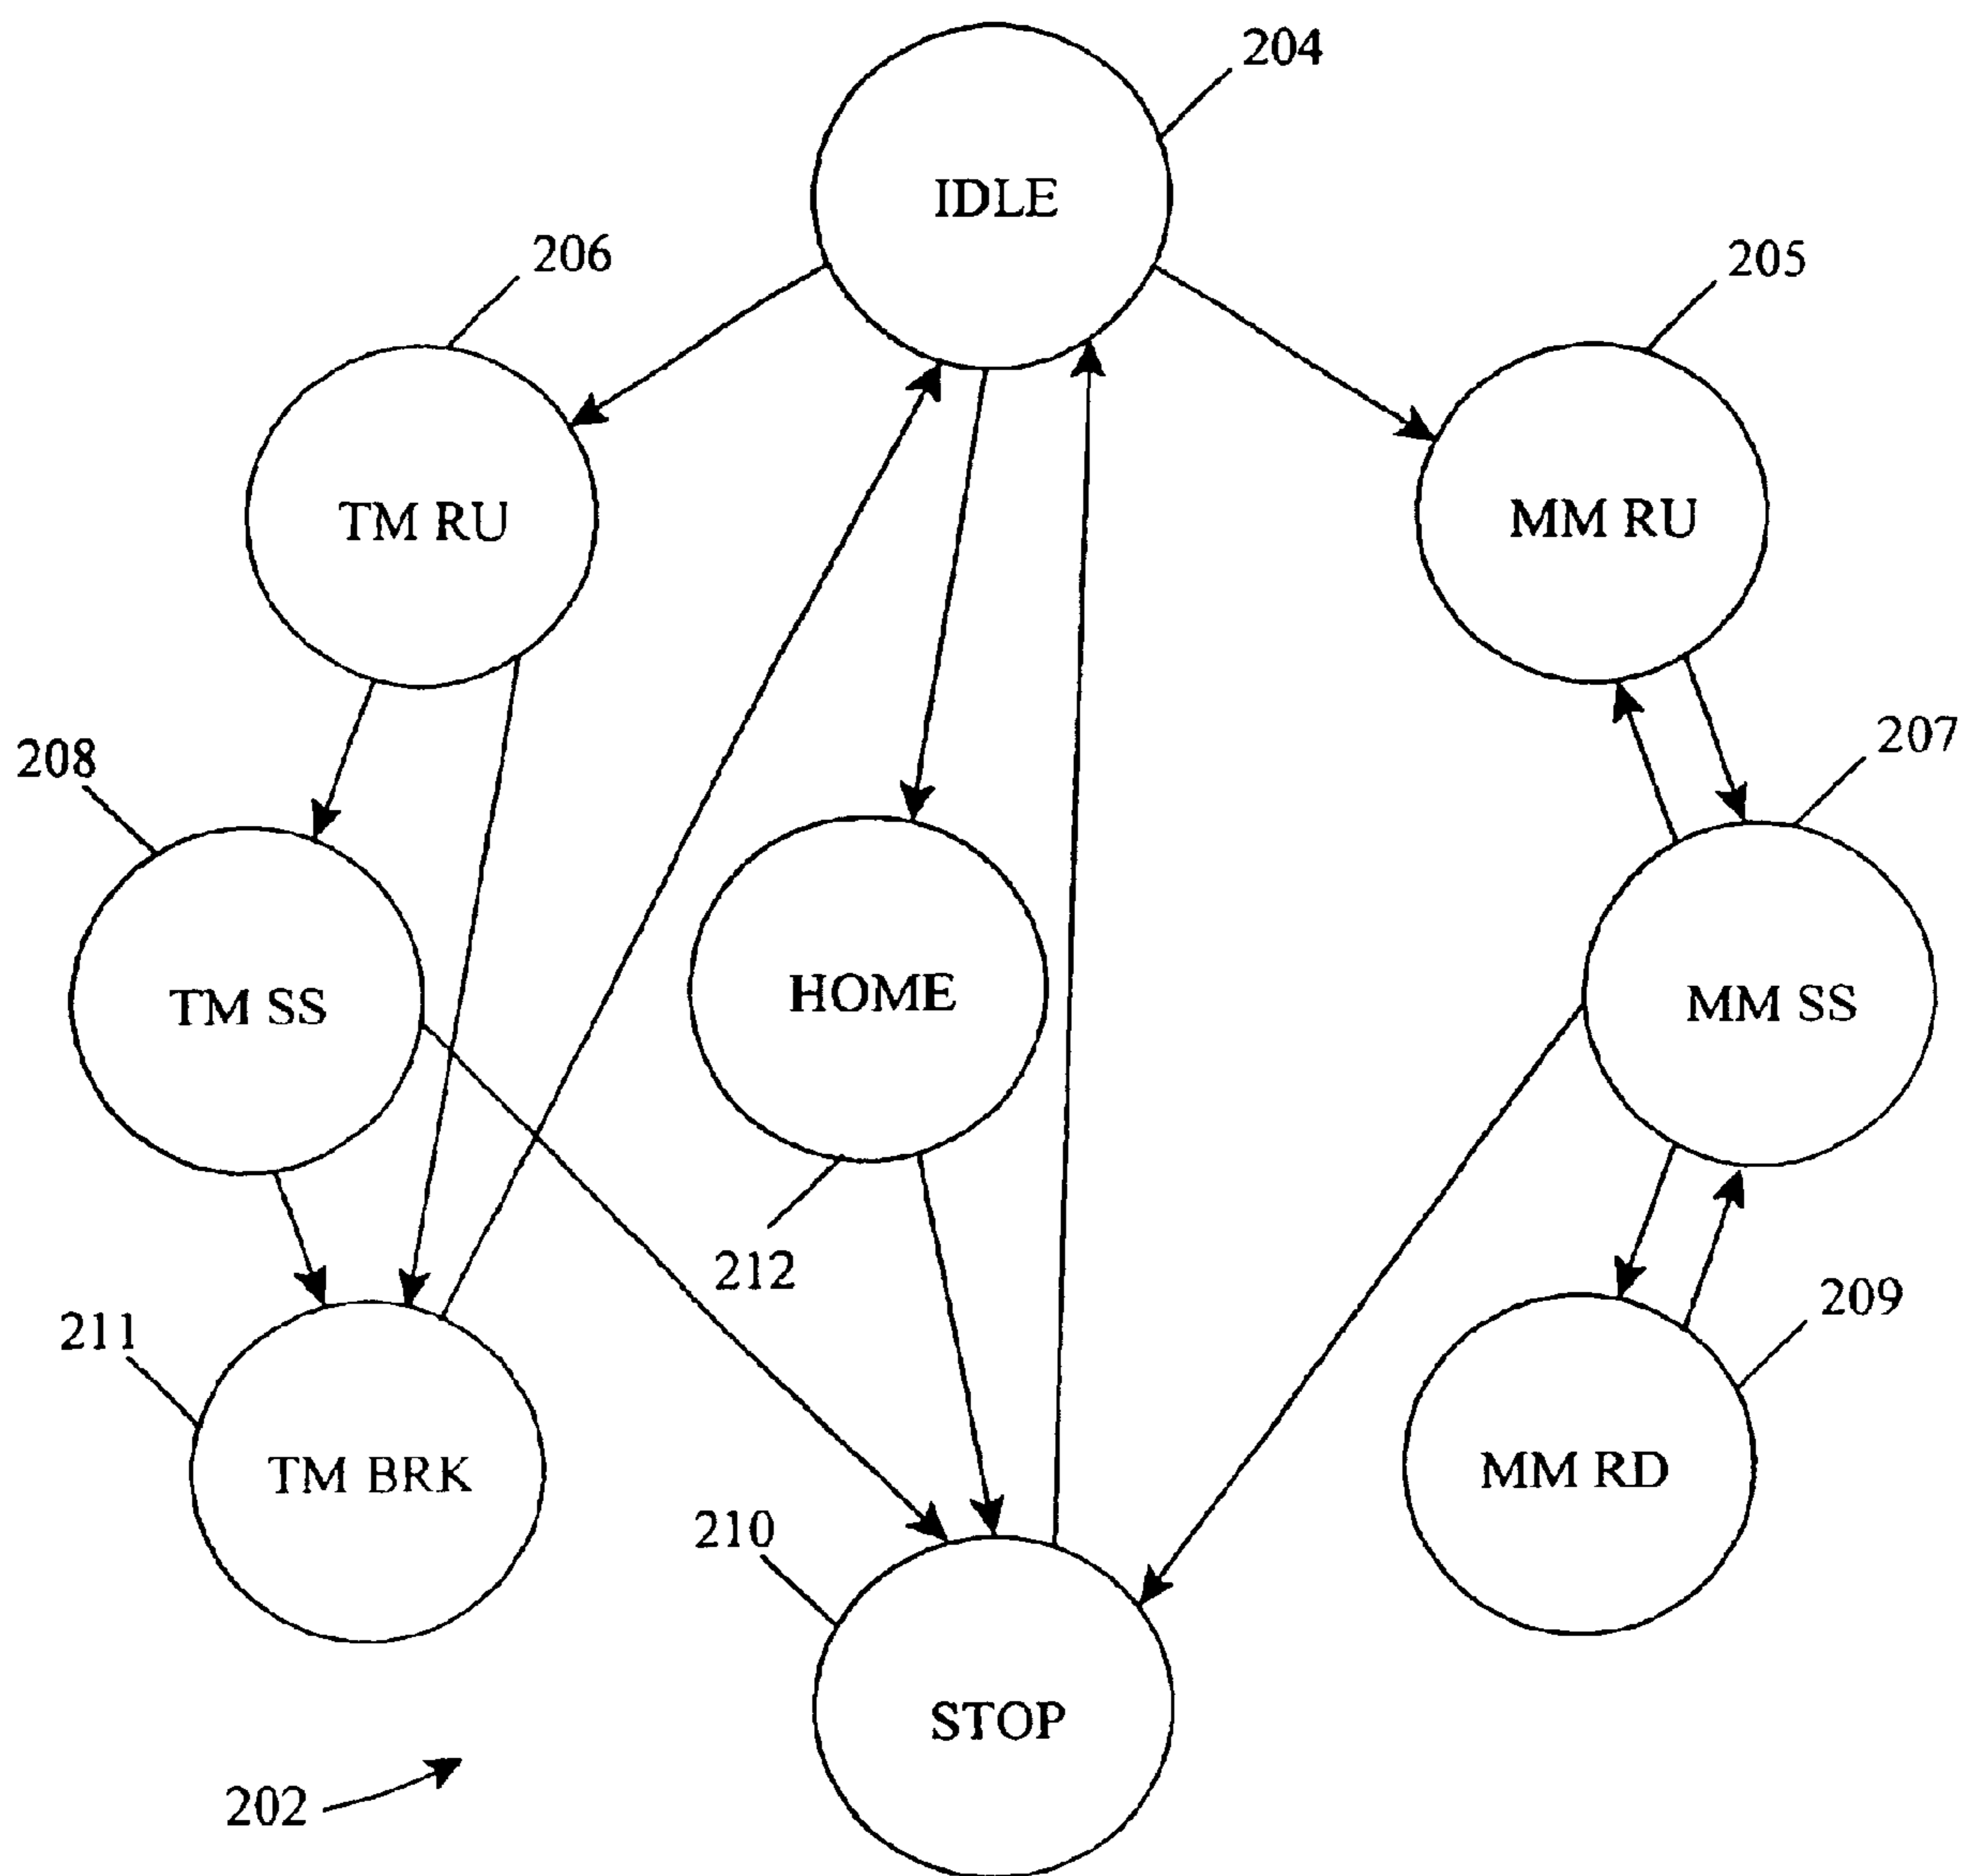 204
IDLE
206
205
TM RU
MM RU
208
207
TM SS
HOME
MM SS
212
211
209
TM BRK
MM RD
210
STOP
202